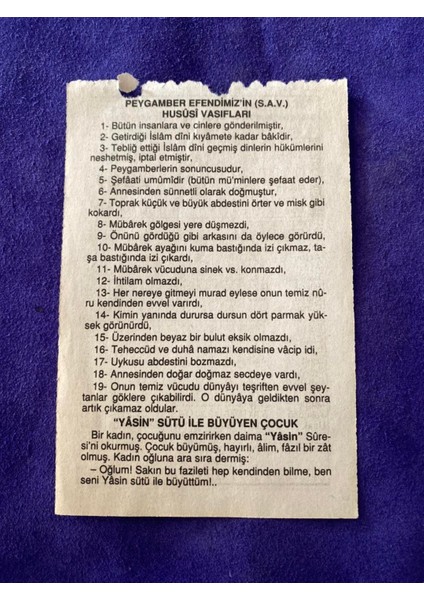 PEYGAMBER EFENDİMİZ'İN (S.A.V.)
HUSÛSÎ VASIFLARI
1- Bütün insanlara ve cinlere gönderilmiştir,
2- Getirdiği İslâm dîni kıyâmete kadar bâkîdir,
3- Tebliğ ettiği İslâm dîni geçmiş dinlerin hükümlerini
neshetmiş, iptal etmiştir,
4- Peygamberlerin sonuncusudur,
5- Şefâati umûmîdir (bütün mü'minlere şefaat eder),
6- Annesinden sünnetli olarak doğmuştur,
7- Toprak küçük ve büyük abdestini örter ve misk gibi
kokardı,
8- Mübârek gölgesi yere düşmezdi,
9- Önünü gördüğü gibi arkasını da öylece görürdü,
10- Mübârek ayağını kuma bastığında izi çıkmaz, ta-
şa bastığında izi çıkardı,
11- Mübârek vücuduna sinek vs. konmazdı,
12- İhtilam olmazdı,
13- Her nereye gitmeyi murad eylese onun temiz nû-
ru kendinden evvel varırdı,
14- Kimin yanında durursa dursun dört parmak yük-
sek görünürdü,
15- Üzerinden beyaz bir bulut eksik olmazdı,
16- Teheccüd ve duhâ namazı kendisine vâcip idi,
17- Uykusu abdestini bozmazdı,
18- Annesinden doğar doğmaz secdeye vardı,
19- Onun temiz vücudu dünyâyı teşriften evvel şey-
tanlar göklere çıkabilirdi. O dünyâya geldikten sonra
artık çıkamaz oldular.
"YÂSİN" SÜTÜ İLE BÜYÜYEN ÇOCUK
Bir kadın, çocuğunu emzirirken daima "Yâsin" Sûre-
si'ni okurmuş. Çocuk büyümüş, hayırlı, âlim, fâzıl bir zât
olmuş. Kadın oğluna ara sıra dermiş:
– Oğlum! Sakın bu fazileti hep kendinden bilme, ben
seni Yâsin sütü ile büyüttüm!..